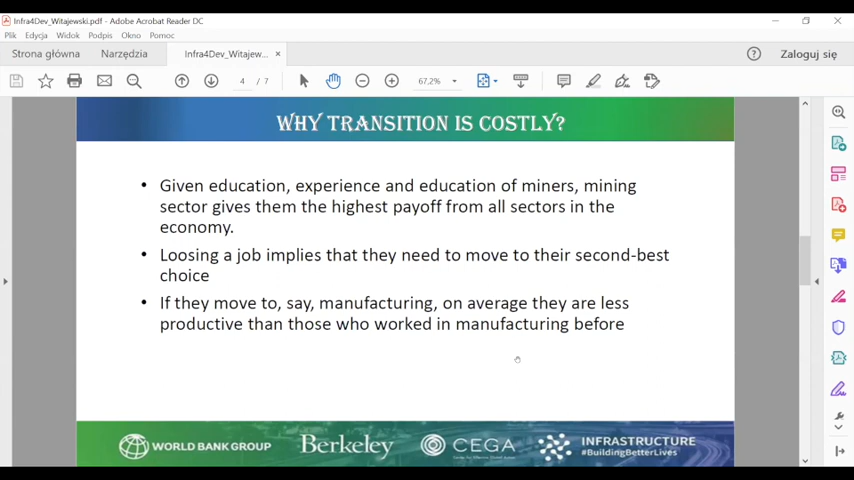 Infra4Dev_Witajewski.pdf - Adobe Acrobat Reader DC
Plik Edycja Widok Podpis Okno Pomoc
Strona główna Narzędzia Infra4Dev_Witajew... × Zaloguj się
4 / 7 67,2%
WHY TRANSITION IS COSTLY?
• Given education, experience and education of miners, mining
sector gives them the highest payoff from all sectors in the
economy.
• Loosing a job implies that they need to move to their second-best
choice
• If they move to, say, manufacturing, on average they are less
productive than those who worked in manufacturing before
WORLD BANK GROUP Berkeley CEGA INFRASTRUCTURE
#BuildingBetterLives